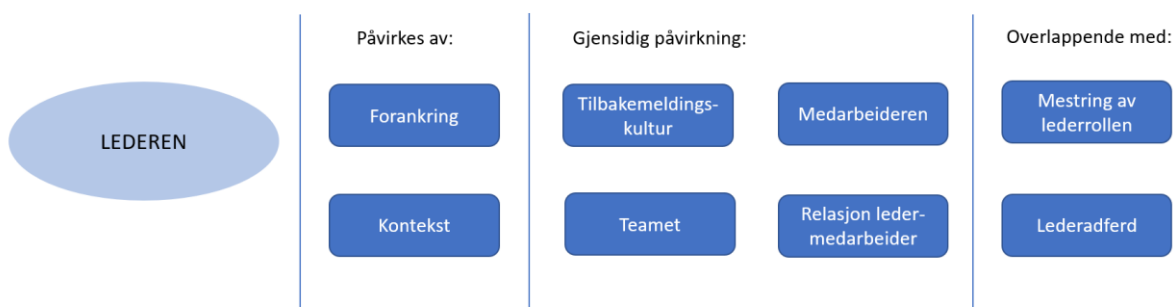 LEDEREN
Påvirkes av:
Forankring
Kontekst
Gjensidig påvirkning:
Tilbakemeldings-
kultur
Medarbeideren
Teamet
Relasjon leder-
medarbeider
Overlappende med:
Mestring av
lederrollen
Lederadferd